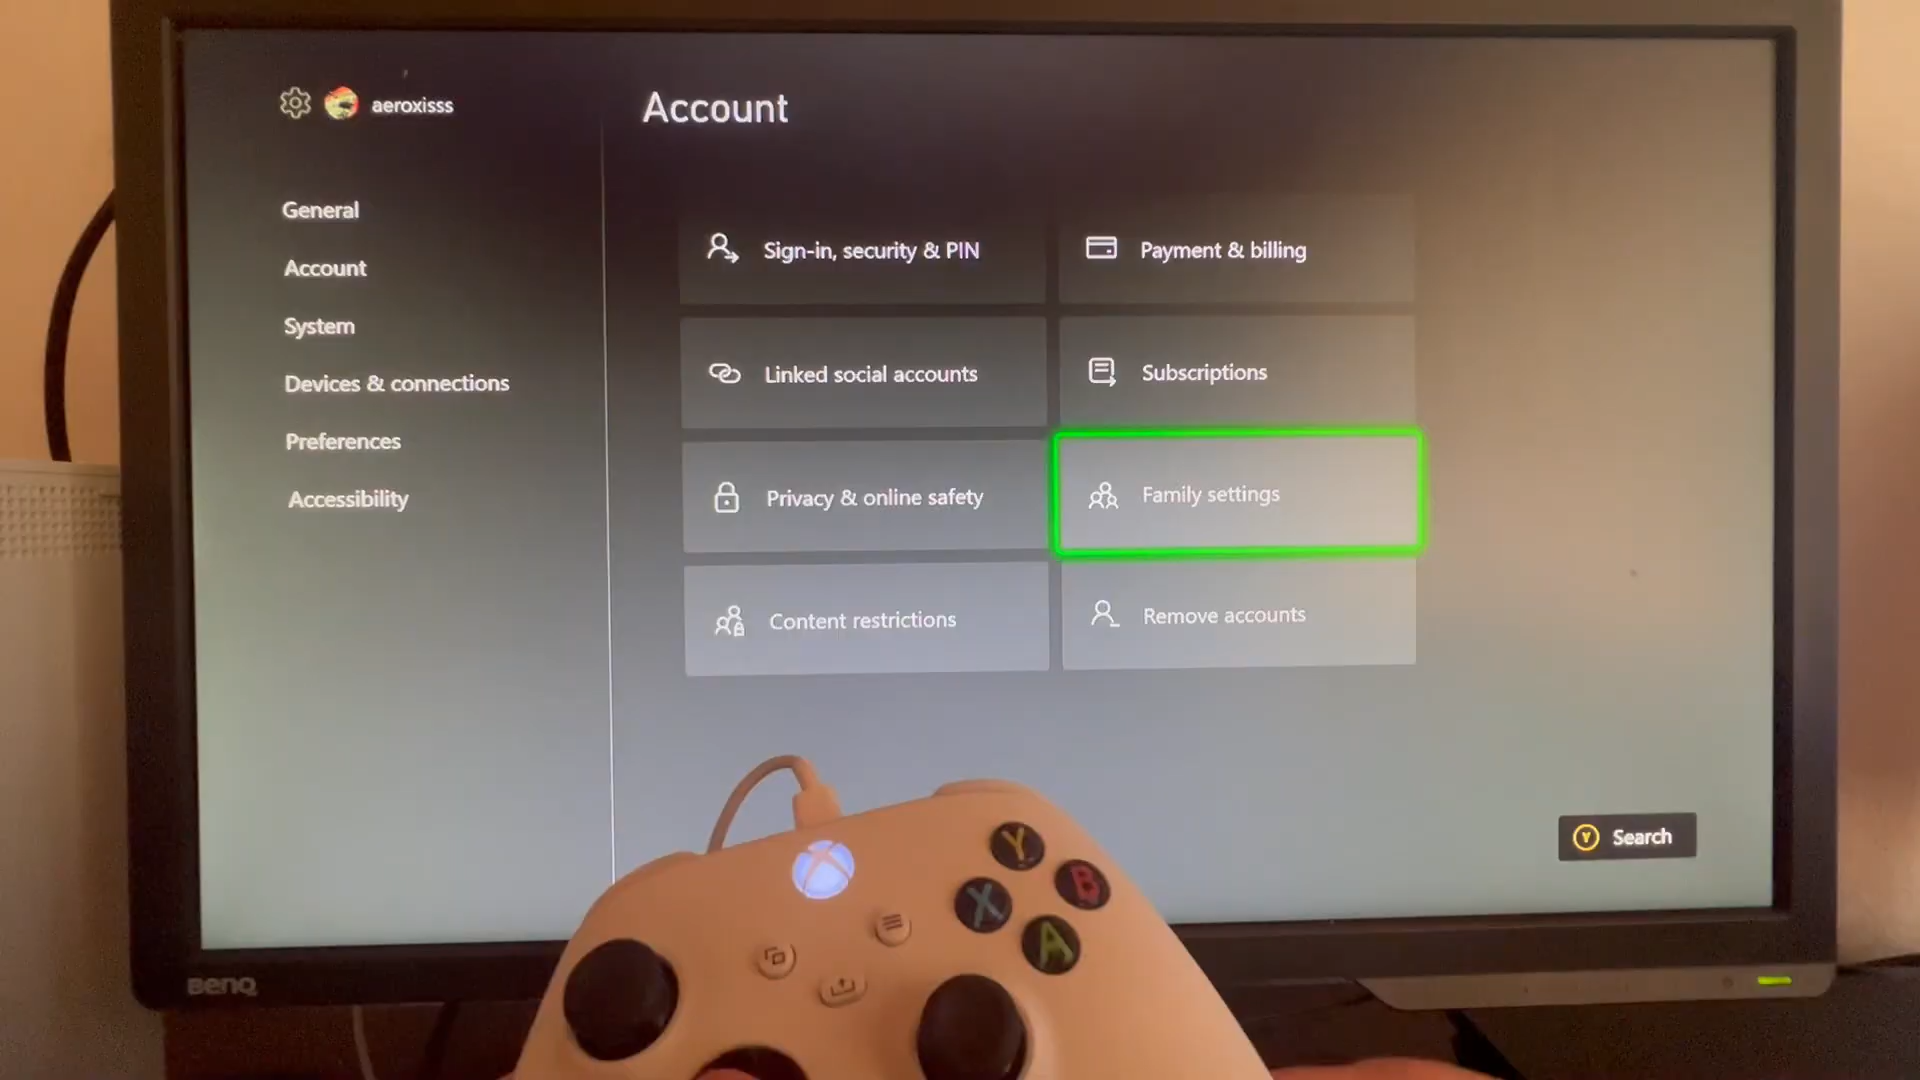 aeroxisss
Account
General
Account
System
Devices & connections
Preferences
Accessibility
Sign-in, security & PIN
Payment & billing
Linked social accounts
Subscriptions
Privacy & online safety
Family settings
Content restrictions
Remove accounts
Y Search
Y
B
X
A
BenQ